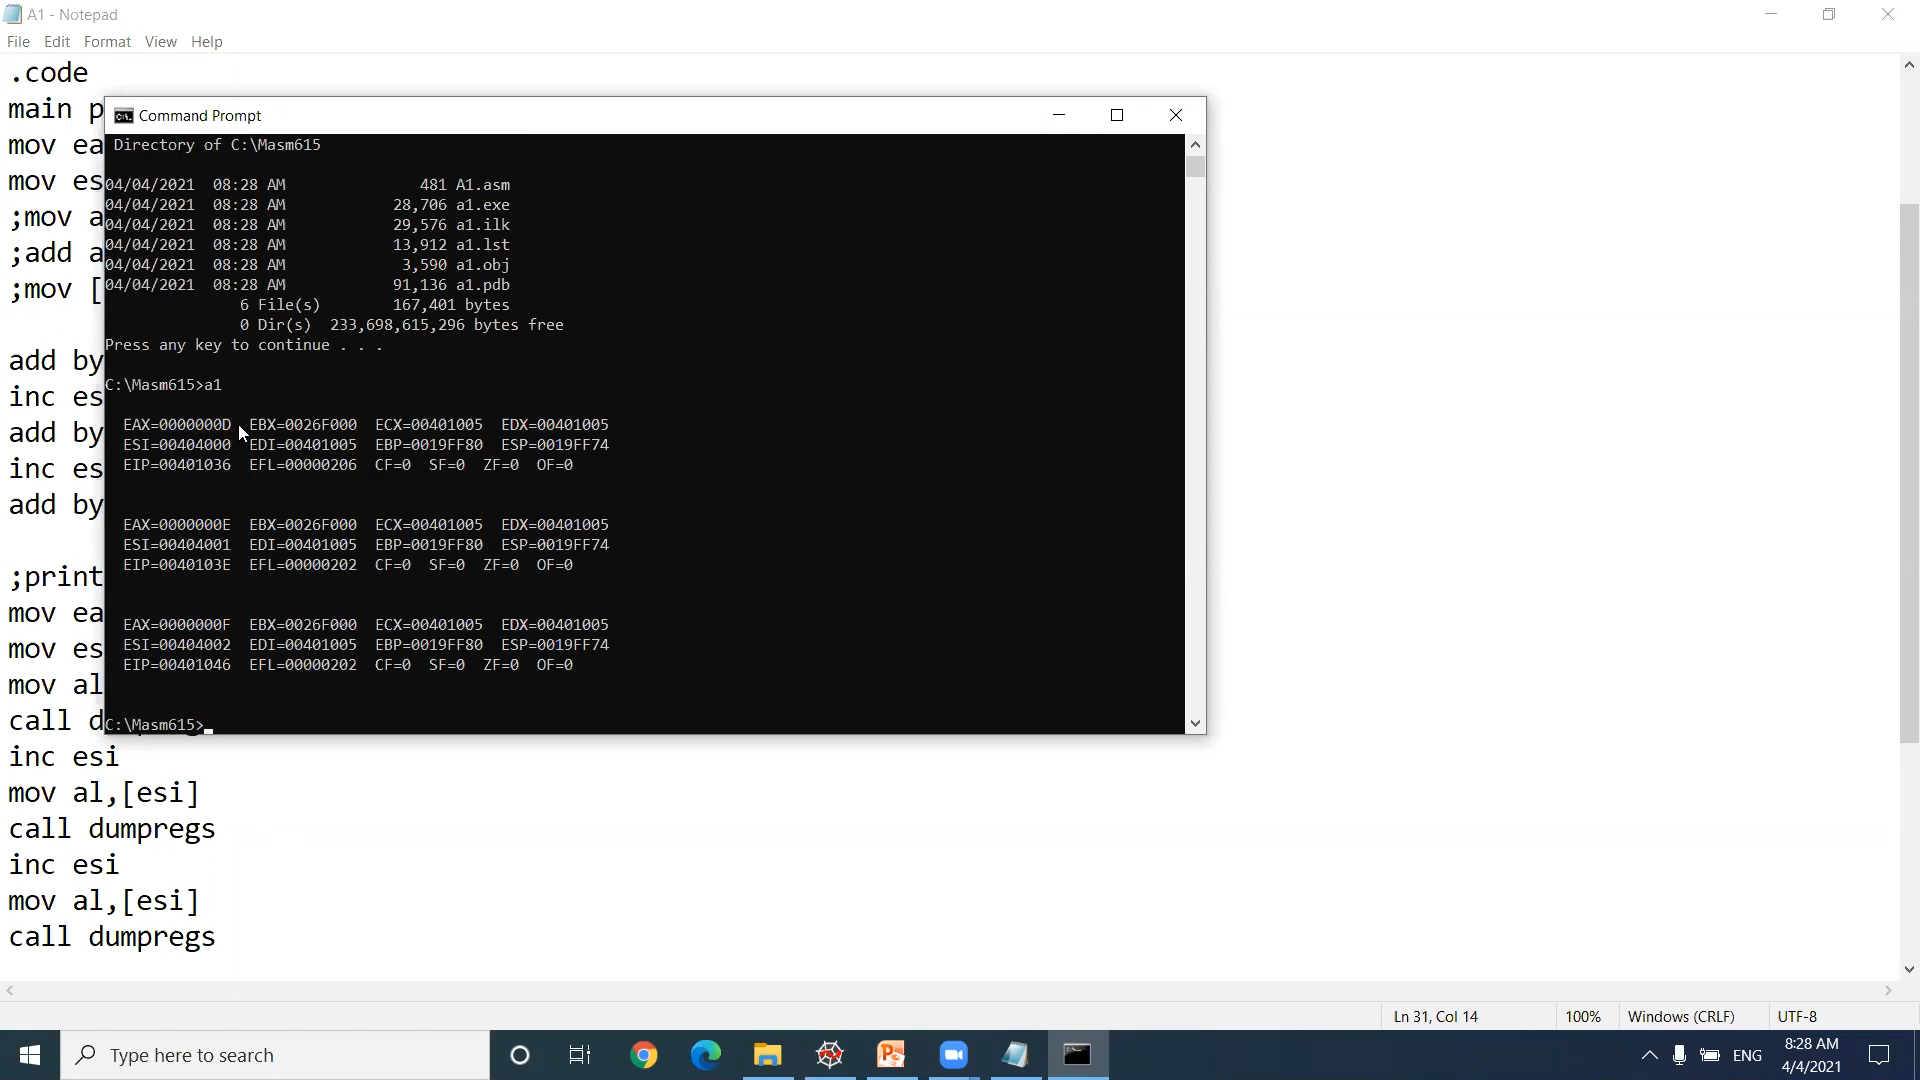 A1 - Notepad
File Edit Format View Help
.code
main p
mov ea
mov es
;mov a
;add a
;mov [
add by
inc es
add by
inc es
add by
;print
mov ea
mov es
mov al
call d
inc esi
mov al,[esi]
call dumpregs
inc esi
mov al,[esi]
call dumpregs
Command Prompt
Directory of C:\Masm615
04/04/2021 08:28 AM 481 A1.asm
04/04/2021 08:28 AM 28,706 a1.exe
04/04/2021 08:28 AM 29,576 a1.ilk
04/04/2021 08:28 AM 13,912 a1.lst
04/04/2021 08:28 AM 3,590 a1.obj
04/04/2021 08:28 AM 91,136 a1.pdb
6 File(s) 167,401 bytes
0 Dir(s) 233,698,615,296 bytes free
Press any key to continue . . .
C:\Masm615>a1
EAX=0000000D EBX=0026F000 ECX=00401005 EDX=00401005
ESI=00404000 EDI=00401005 EBP=0019FF80 ESP=0019FF74
EIP=00401036 EFL=00000206 CF=0 SF=0 ZF=0 OF=0
EAX=0000000E EBX=0026F000 ECX=00401005 EDX=00401005
ESI=00404001 EDI=00401005 EBP=0019FF80 ESP=0019FF74
EIP=0040103E EFL=00000202 CF=0 SF=0 ZF=0 OF=0
EAX=0000000F EBX=0026F000 ECX=00401005 EDX=00401005
ESI=00404002 EDI=00401005 EBP=0019FF80 ESP=0019FF74
EIP=00401046 EFL=00000202 CF=0 SF=0 ZF=0 OF=0
C:\Masm615>
Ln 31, Col 14 100% Windows (CRLF) UTF-8
Type here to search
ENG
8:28 AM
4/4/2021